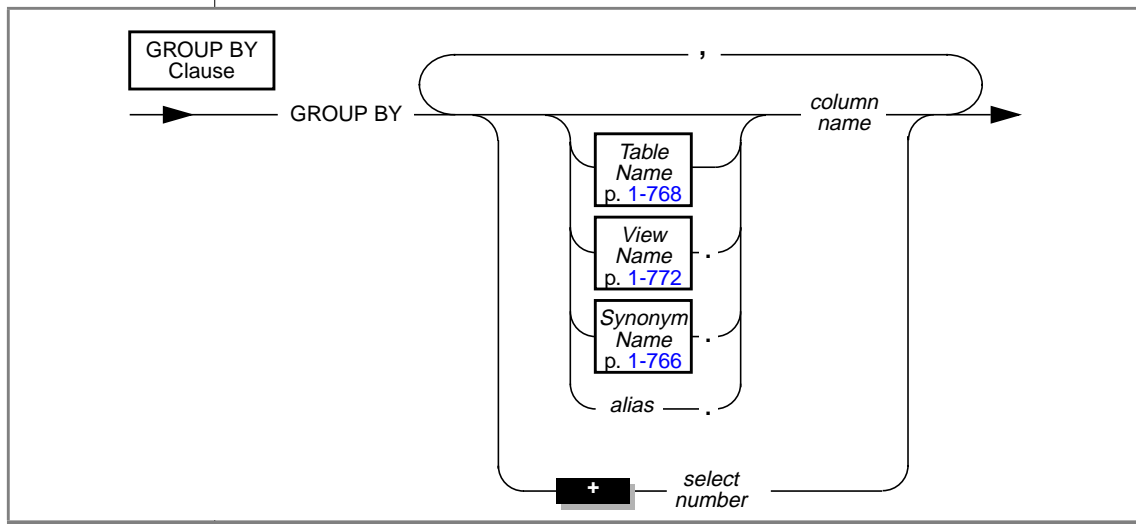 GROUP BY
Clause
,
GROUP BY
column
name
Table
Name
p. 1-768
View
Name
p. 1-772
.
Synonym
Name
p. 1-766
.
alias
.
+
select
number